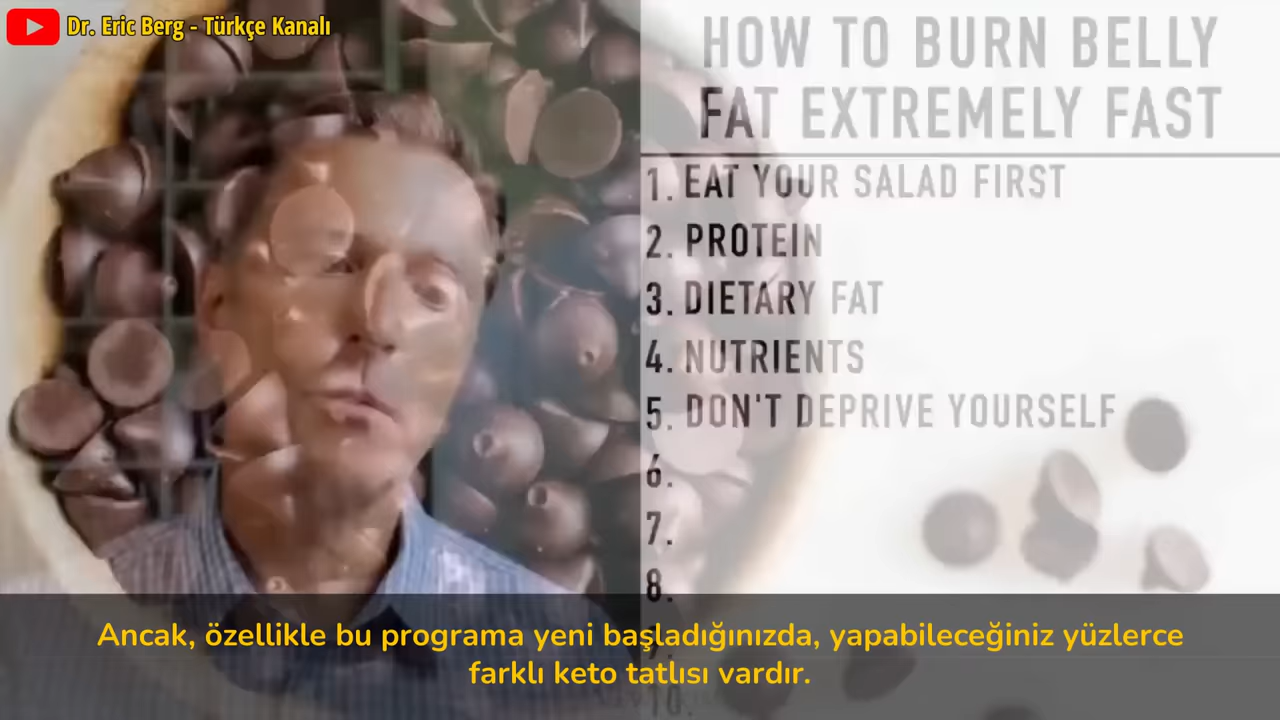 Dr. Eric Berg - Türkçe Kanalı
HOW TO BURN BELLY
FAT EXTREMELY FAST
1. EAT YOUR SALAD FIRST
2. PROTEIN
3. DIETARY FAT
4. NUTRIENTS
5. DON'T DEPRIVE YOURSELF
6.
7.
8.
10.
Ancak, özellikle bu programa yeni başladığınızda, yapabileceğiniz yüzlerce
farklı keto tatlısı vardır.